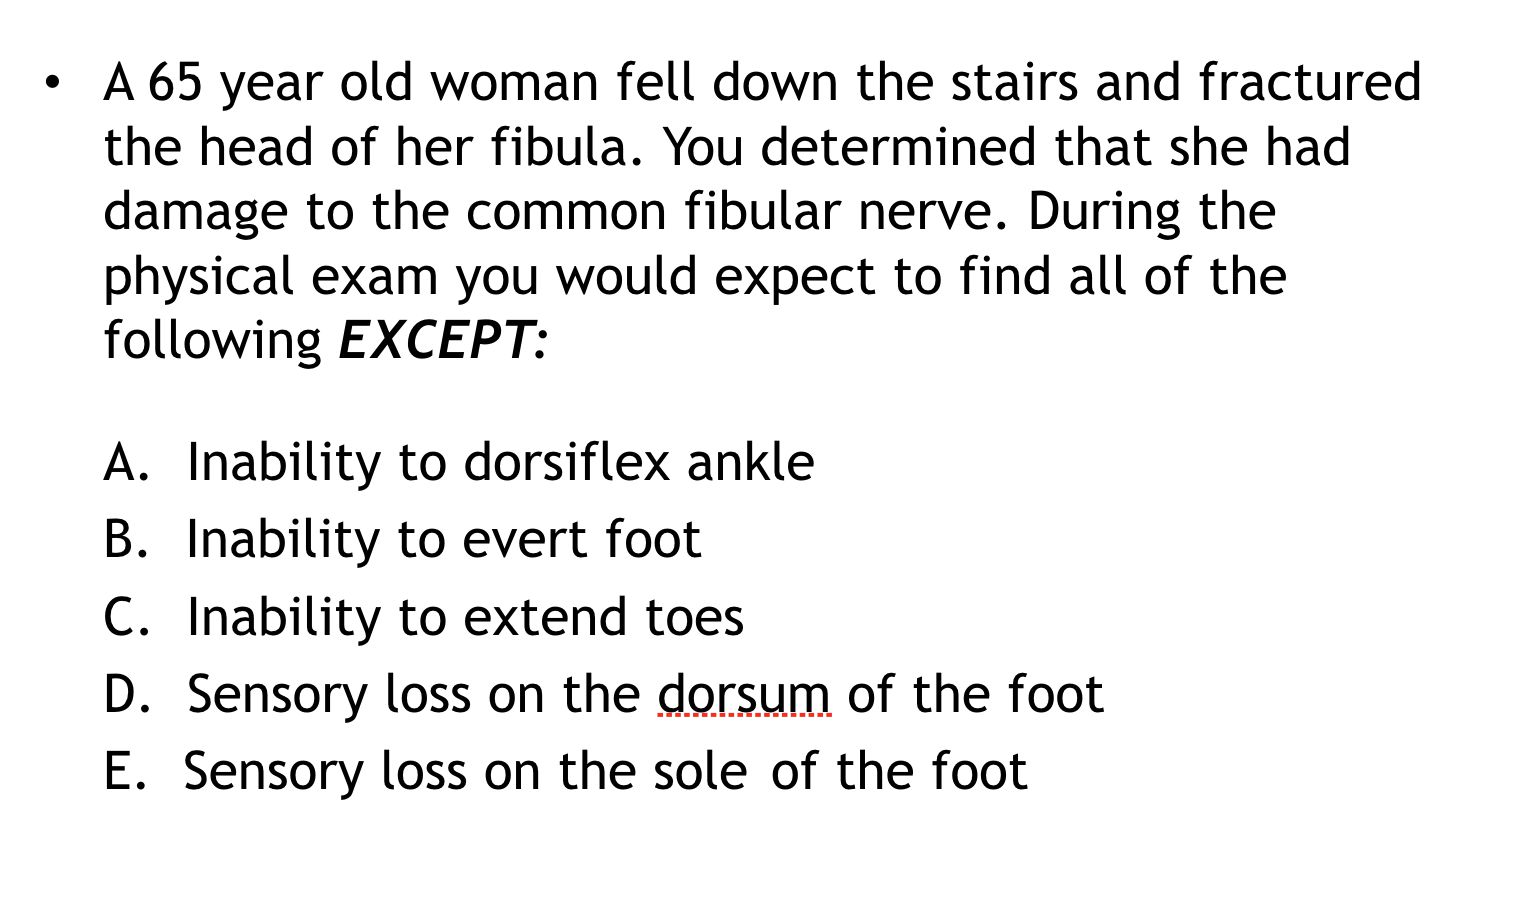 • A 65 year old woman fell down the stairs and fractured
the head of her fibula. You determined that she had
damage to the common fibular nerve. During the
physical exam you would expect to find all of the
following EXCEPT:
A. Inability to dorsiflex ankle
B. Inability to evert foot
C. Inability to extend toes
D. Sensory loss on the dorsum of the foot
E. Sensory loss on the sole of the foot